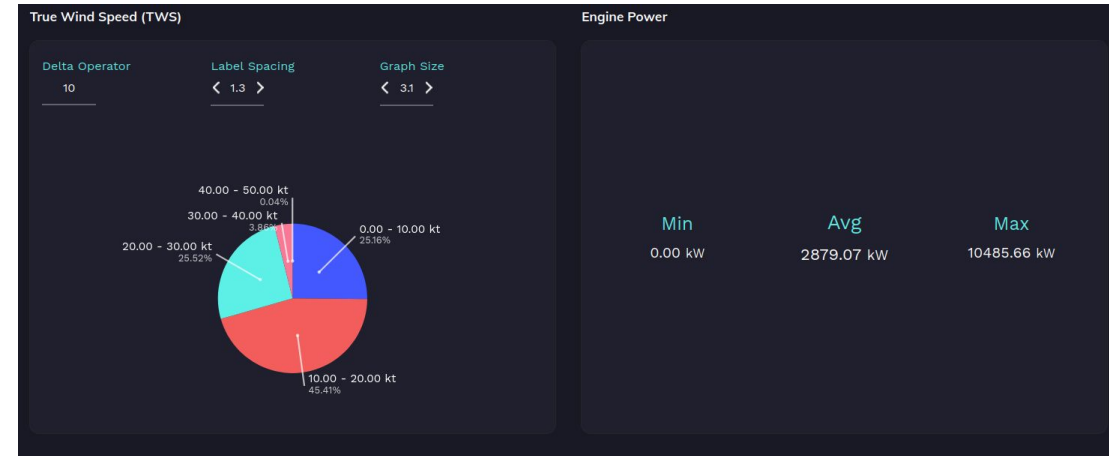 True Wind Speed (TWS)
Engine Power
Delta Operator
Label Spacing
Graph Size
10
1.3
3.1
40.00 - 50.00 kt
0.04%
30.00 - 40.00 kt
3.86%
20.00 - 30.00 kt
25.52%
0.00 - 10.00 kt
25.16%
10.00 - 20.00 kt
45.41%
Min
Avg
Max
0.00 kW
2879.07 kW
10485.66 kW